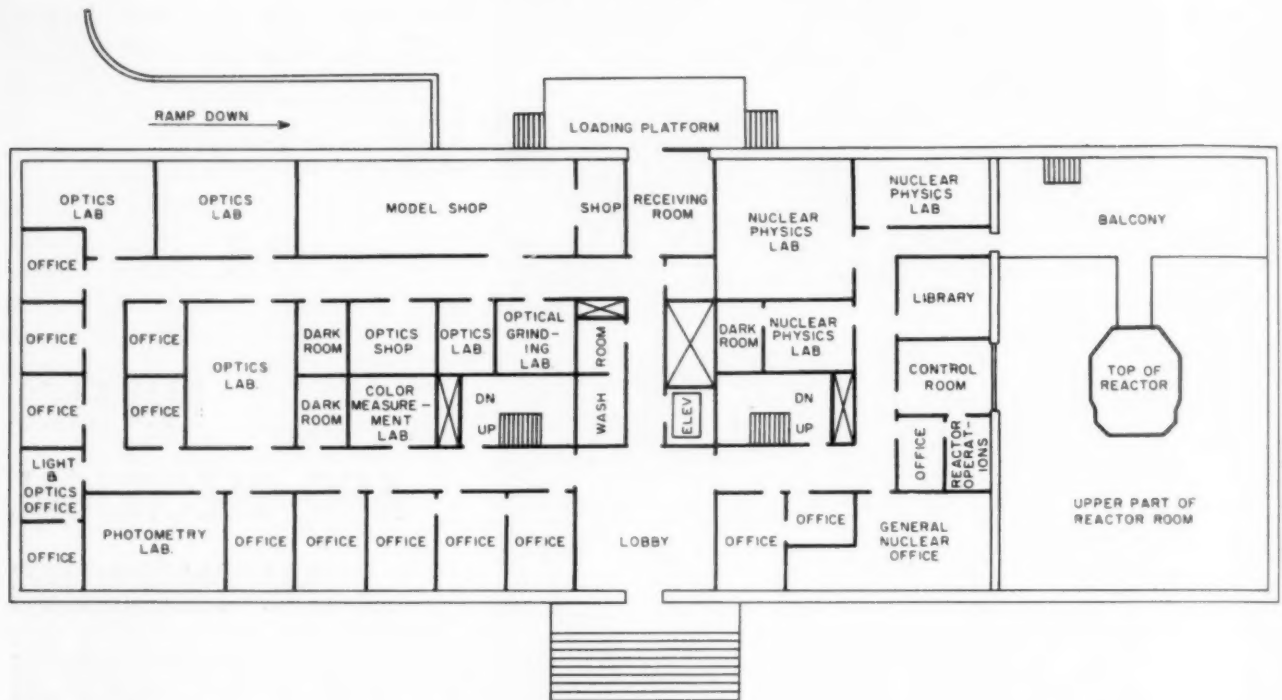 RAMP DOWN
LOADING PLATFORM
OPTICS
LAB
OPTICS
LAB
MODEL SHOP
SHOP
RECEIVING
ROOM
NUCLEAR
PHYSICS
LAB
NUCLEAR
PHYSICS
LAB
BALCONY
OFFICE
OFFICE
OFFICE
LIGHT
&
OPTICS
OFFICE
OFFICE
OFFICE
OFFICE
OPTICS
LAB.
DARK
ROOM
DARK
ROOM
OPTICS
SHOP
COLOR
MEASURE-
MENT
LAB
OPTICS
LAB.
OPTICAL
GRIND-
ING
LAB.
DN
UP
WASH ROOM
ELEV
DARK
ROOM
NUCLEAR
PHYSICS
LAB
DN
UP
LIBRARY
CONTROL
ROOM
OFFICE
REACTOR
OPERAT-
IONS
TOP OF
REACTOR
UPPER PART OF
REACTOR ROOM
PHOTOMETRY
LAB.
OFFICE
OFFICE
OFFICE
OFFICE
OFFICE
LOBBY
OFFICE
OFFICE
GENERAL
NUCLEAR
OFFICE